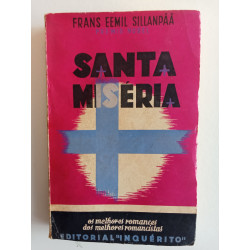 FRANS EEMIL SILLANPÄÄ
SANTA
MISÉRIA
os melhores romances
dos melhores romancistas
EDITORIAL "INQUÉRITO"